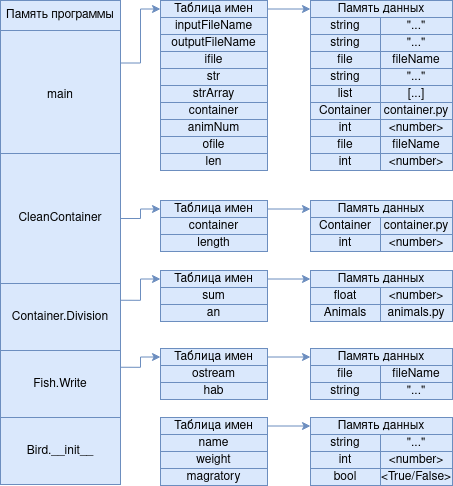 Память программы
main
CleanContainer
Container.Division
Fish.Write
Bird.__init__
Таблица имен Память данных
inputFileName string "..."
outputFileName string "..."
ifile file fileName
str string "..."
strArray list [...]
container Container container.py
animNum int <number>
ofile file fileName
len int <number>
Таблица имен Память данных
container Container container.py
length int <number>
Таблица имен Память данных
sum float <number>
an Animals animals.py
Таблица имен Память данных
ostream file fileName
hab string "..."
Таблица имен Память данных
name string "..."
weight int <number>
magratory bool <True/False>